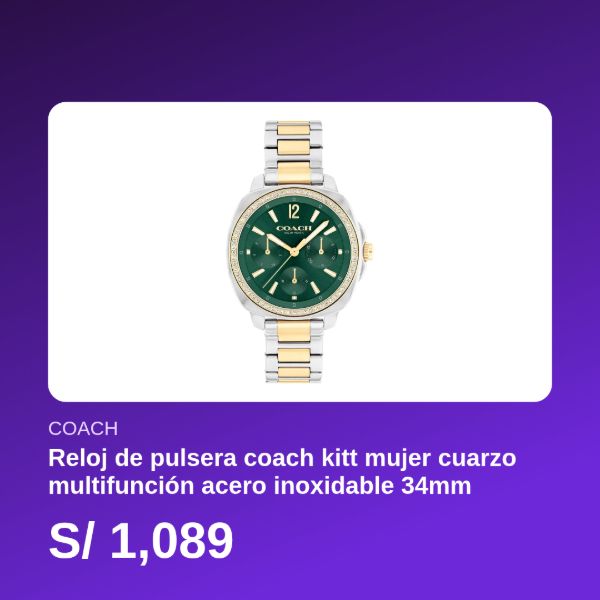 12
COACH
COACH
Reloj de pulsera coach kitt mujer cuarzo
multifunción acero inoxidable 34mm
S/ 1,089